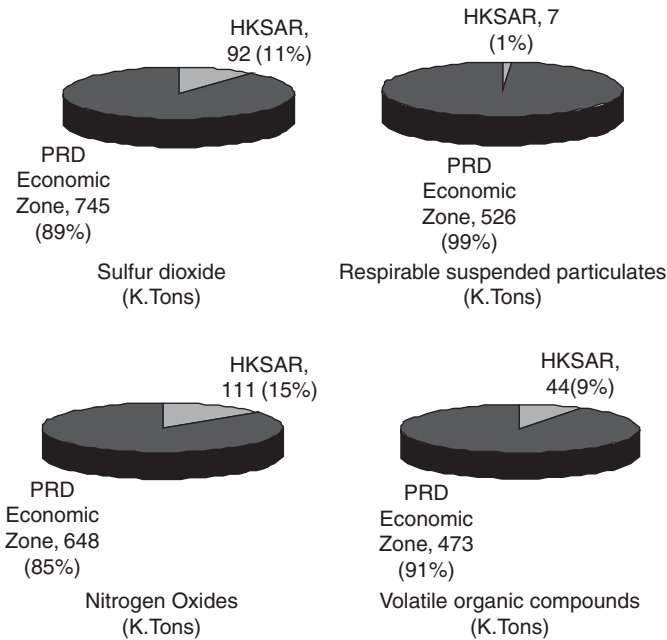 HKSAR,
92 (11%)
PRD
Economic
Zone, 745
(89%)
Sulfur dioxide
(K.Tons)
HKSAR, 7
(1%)
PRD
Economic
Zone, 526
(99%)
Respirable suspended particulates
(K.Tons)
HKSAR,
111 (15%)
PRD
Economic
Zone, 648
(85%)
Nitrogen Oxides
(K.Tons)
HKSAR,
44(9%)
PRD
Economic
Zone, 473
(91%)
Volatile organic compounds
(K.Tons)